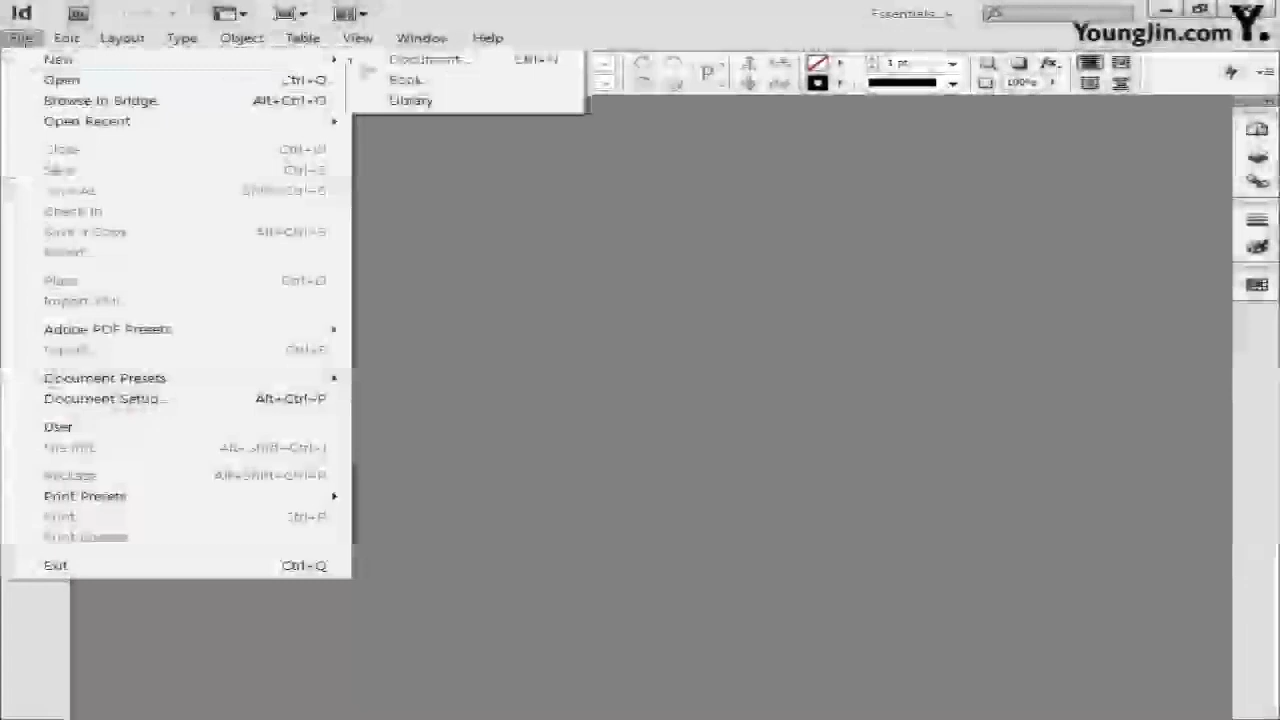 Id Br Essentials
YoungJin.com Y.
File Edit Layout Type Object Table View Window Help
New Document... Ctrl+N
Open Ctrl+O Book
Browse in Bridge Alt+Ctrl+O Library
Open Recent
1 pt
100%
Close Ctrl+W
Save Ctrl+S
Save As Shift+Ctrl+S
Check In
Save a Copy Alt+Ctrl+S
Revert
Place Ctrl+D
Import XML
Adobe PDF Presets
Export Ctrl+E
Document Presets
Document Setup... Alt+Ctrl+P
User
File Info Alt+Shift+Ctrl+I
Package Alt+Shift+Ctrl+P
Print Presets
Print Ctrl+P
Print
Exit Ctrl+Q